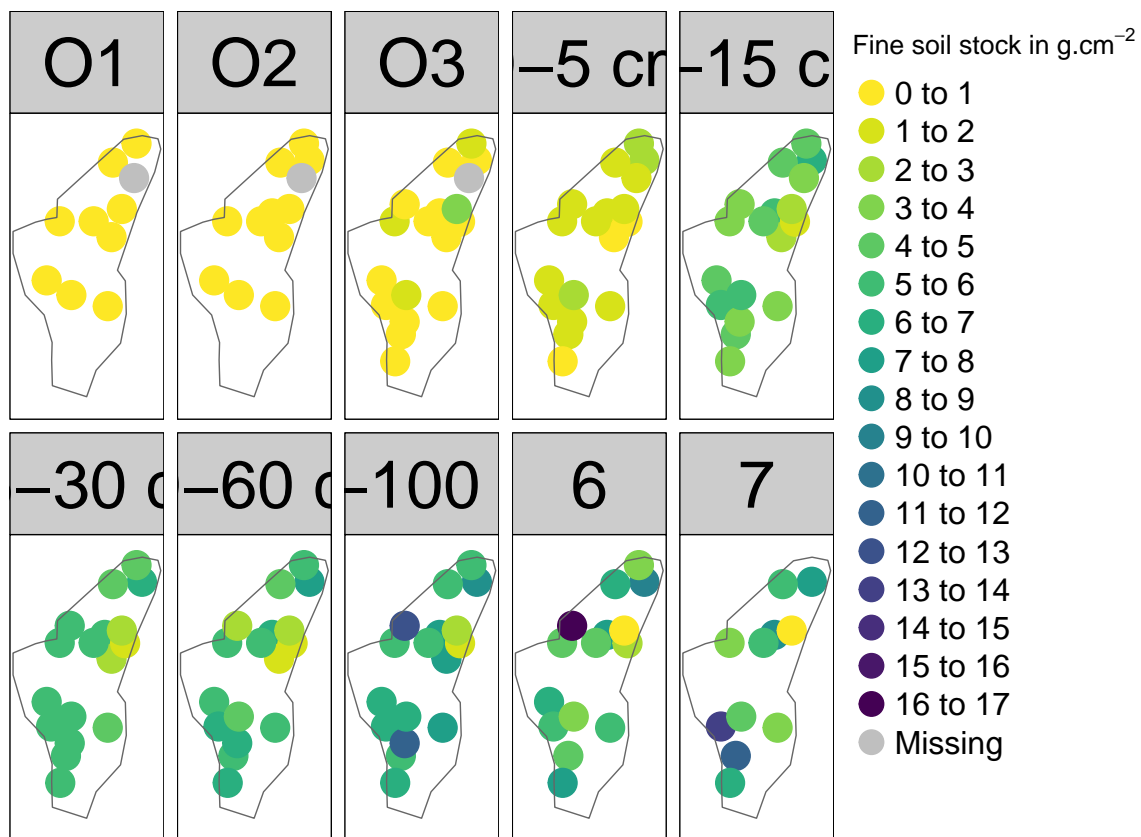 O1 O2 O3 –5 c –15 c
–30 –60 –100 6 7
Fine soil stock in g.cm⁻²
0 to 1
1 to 2
2 to 3
3 to 4
4 to 5
5 to 6
6 to 7
7 to 8
8 to 9
9 to 10
10 to 11
11 to 12
12 to 13
13 to 14
14 to 15
15 to 16
16 to 17
Missing